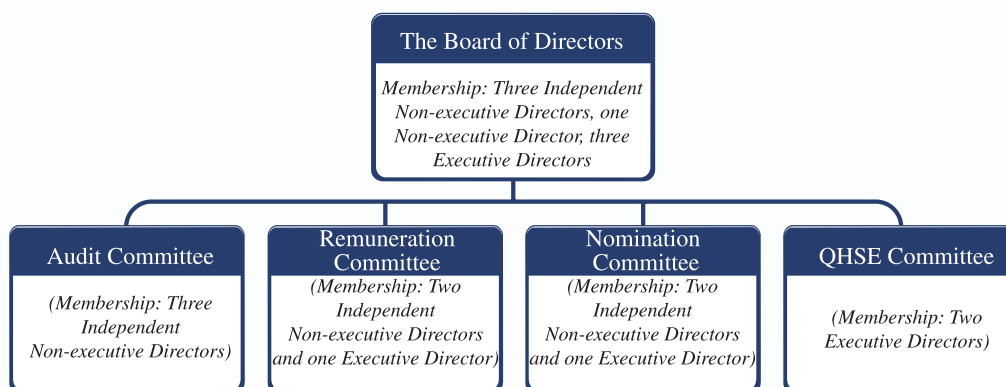 The Board of Directors
Membership: Three Independent
Non-executive Directors, one
Non-executive Director, three
Executive Directors
Audit Committee
(Membership: Three
Independent
Non-executive Directors)
Remuneration
Committee
(Membership: Two
Independent
Non-executive Directors
and one Executive Director)
Nomination
Committee
(Membership: Two
Independent
Non-executive Directors
and one Executive Director)
QHSE Committee
(Membership: Two
Executive Directors)